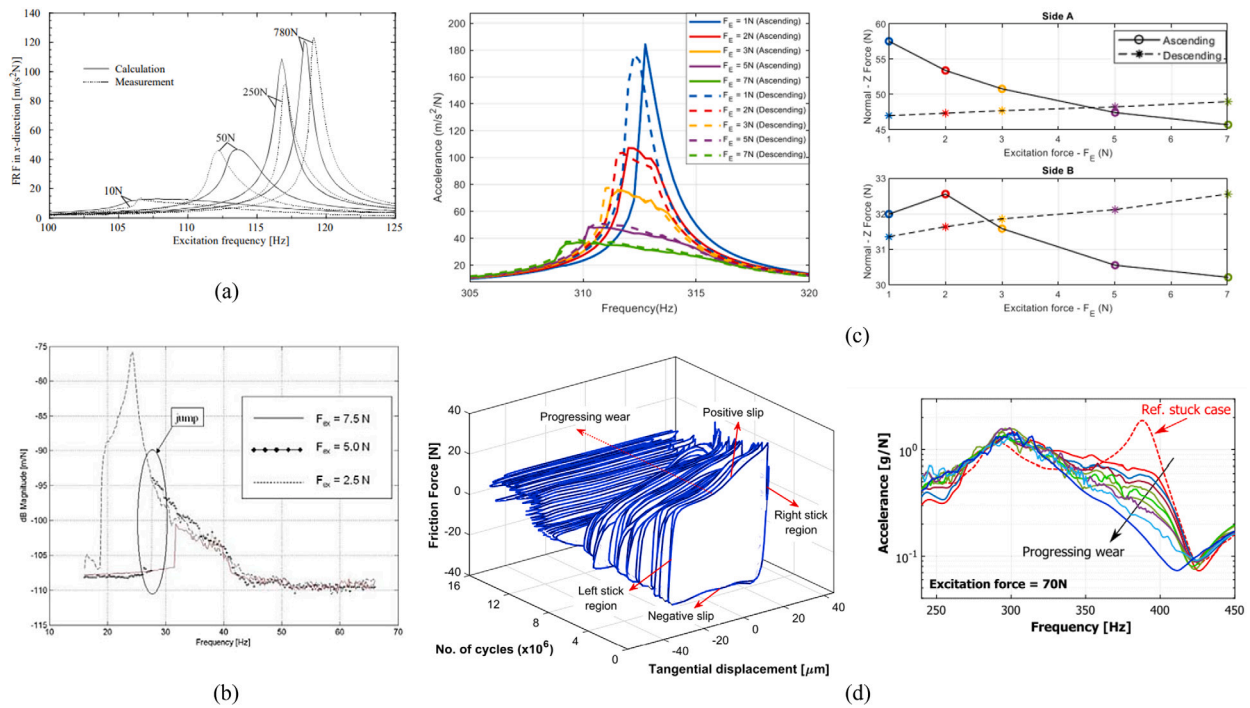 FRF in z-direction [m/(s²N)]
140
120
100
80
60
40
20
0
780N
Calculation
Measurement
250N
50N
10N
100
105
110
115
120
125
Excitation frequency [Hz]
(a)
Accelerance (m/s²/N)
200
180
160
140
120
100
80
60
40
20
F_E = 1N (Ascending)
F_E = 2N (Ascending)
F_E = 3N (Ascending)
F_E = 5N (Ascending)
F_E = 7N (Ascending)
F_E = 1N (Descending)
F_E = 2N (Descending)
F_E = 3N (Descending)
F_E = 5N (Descending)
F_E = 7N (Descending)
305
310
315
320
Frequency(Hz)
Side A
Normal - Z Force (N)
60
55
50
45
Ascending
Descending
1
2
3
4
5
6
7
Excitation force - F_E (N)
Side B
Normal - Z Force (N)
33
32
31
30
1
2
3
4
5
6
7
Excitation force - F_E (N)
(c)
dB Magnitude [m/N]
-75
-80
-85
-90
-95
-100
-105
-110
-115
jump
F_ex = 7.5 N
F_ex = 5.0 N
F_ex = 2.5 N
10
20
30
40
50
60
70
Frequency [Hz]
(b)
Friction Force [N]
40
20
0
-20
-40
Progressing wear
Positive slip
Right stick
region
Left stick
region
Negative slip
16
12
8
4
0
No. of cycles (x10⁶)
-40
-20
0
20
40
Tangential displacement [μm]
Accelerance [g/N]
10⁰
10⁻¹
Ref. stuck case
Progressing wear
Excitation force = 70N
250
300
350
400
450
Frequency [Hz]
(d)